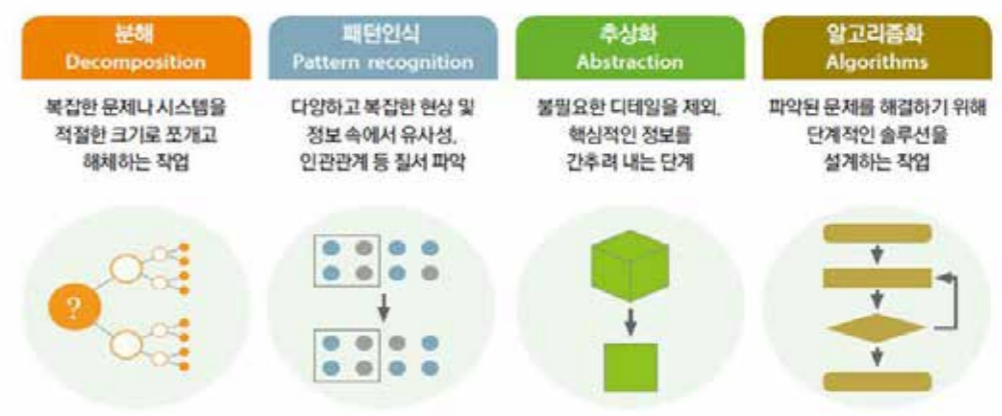 분해
Decomposition
복잡한 문제나 시스템을
적절한 크기로 쪼개고
해체하는 작업
패턴인식
Pattern recognition
다양하고 복잡한 현상 및
정보 속에서 유사성,
인관관계 등 질서 파악
추상화
Abstraction
불필요한 디테일을 제외,
핵심적인 정보를
간추려 내는 단계
알고리즘화
Algorithms
파악된 문제를 해결하기 위해
단계적인 솔루션을
설계하는 작업
?